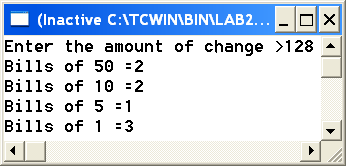 (Inactive C:\TCWIN\BIN\LAB2...
Enter the amount of change >128
Bills of 50 =2
Bills of 10 =2
Bills of 5 =1
Bills of 1 =3